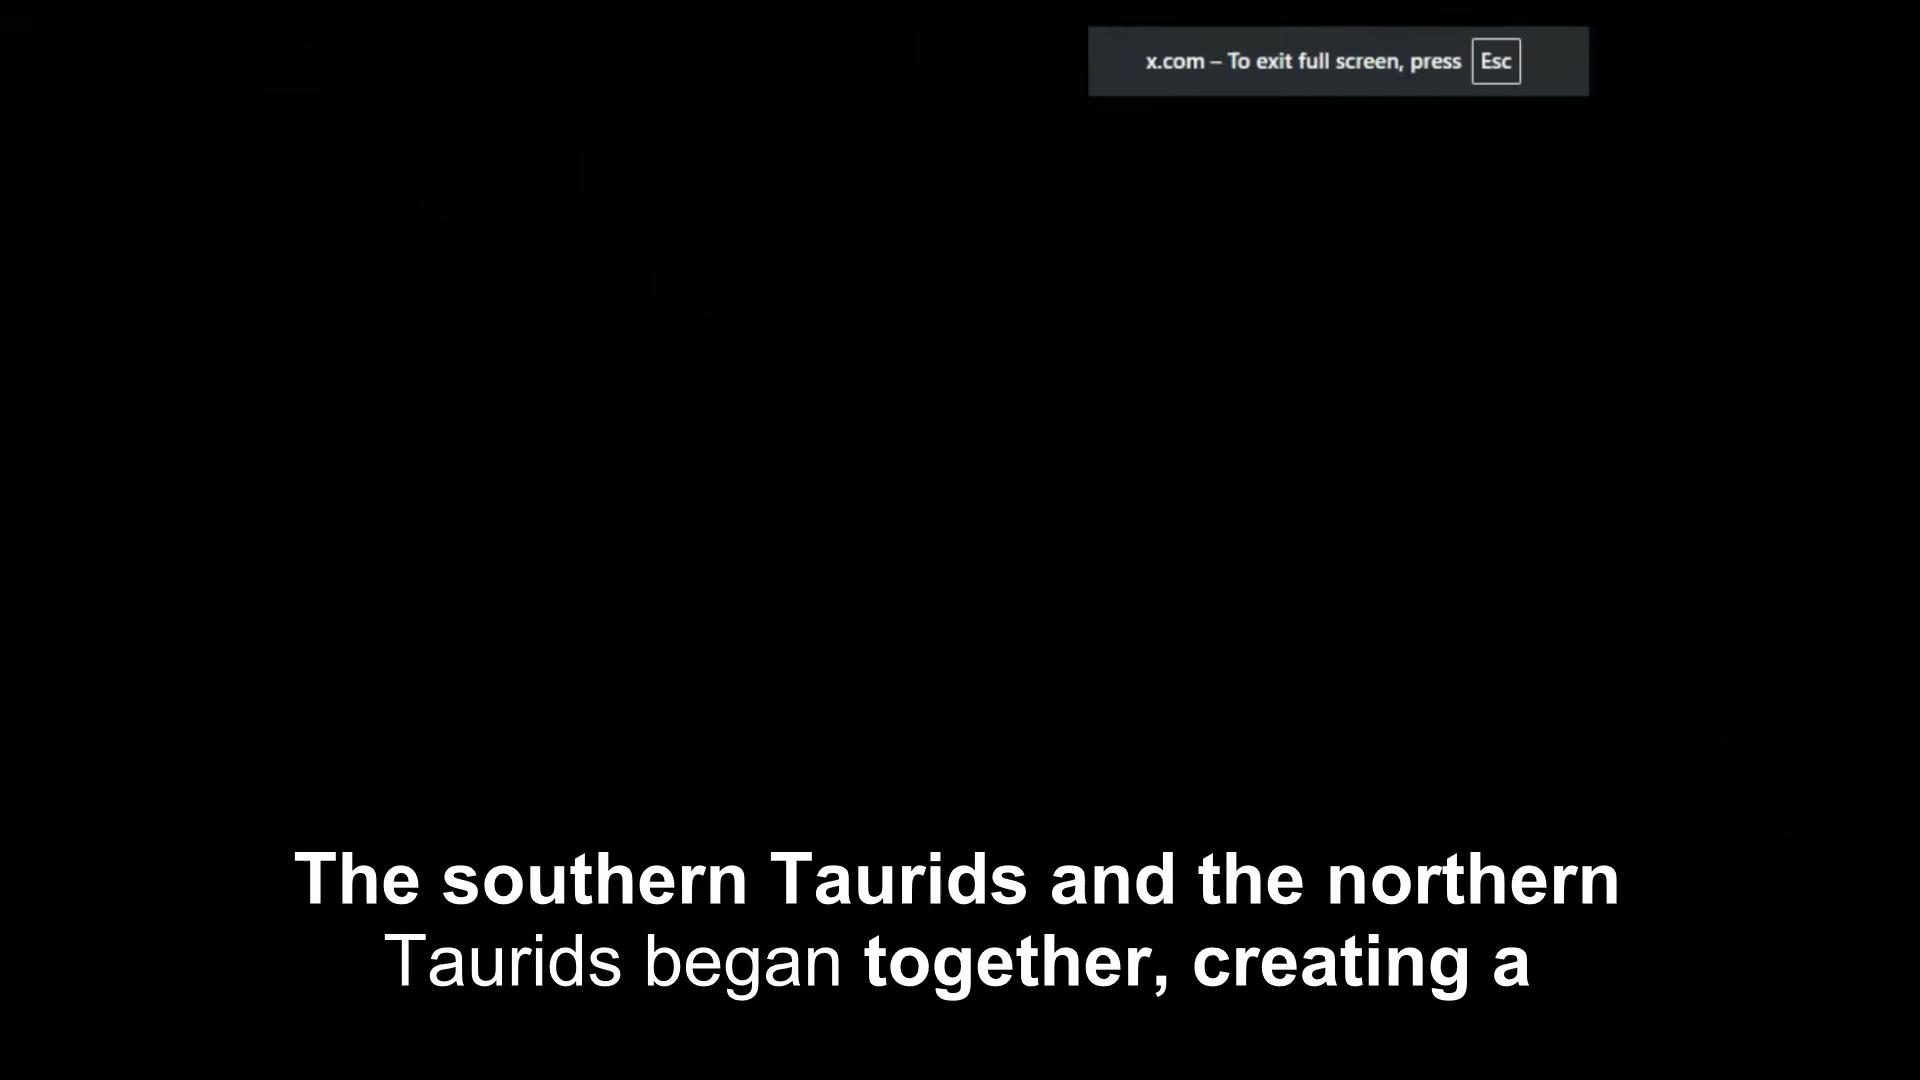 x.com – To exit full screen, press Esc
The southern Taurids and the northern
Taurids began together, creating a